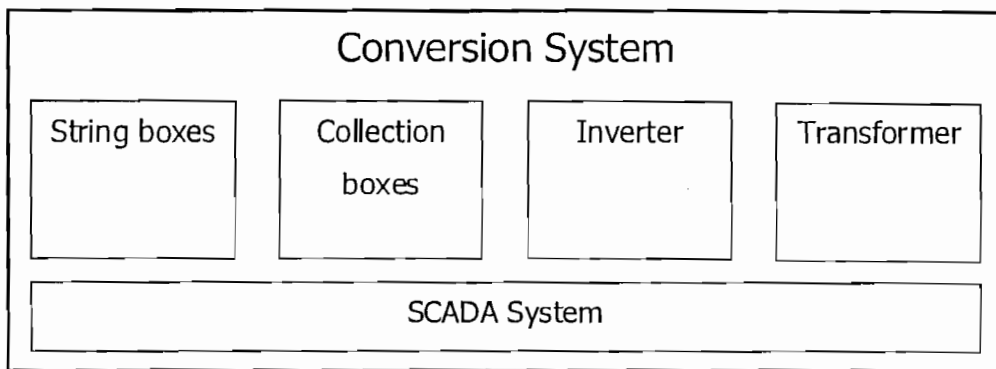 Conversion System
String boxes
Collection
boxes
Inverter
Transformer
SCADA System